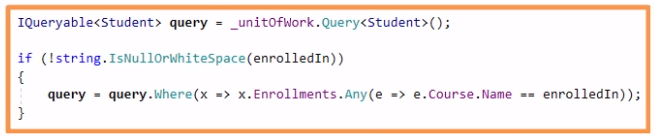 IQueryable<Student> query = _unitOfWork.Query<Student>();
if (!string.IsNullOrWhiteSpace(enrolledIn))
{
query = query.Where(x => x.Enrollments.Any(e => e.Course.Name == enrolledIn));
}